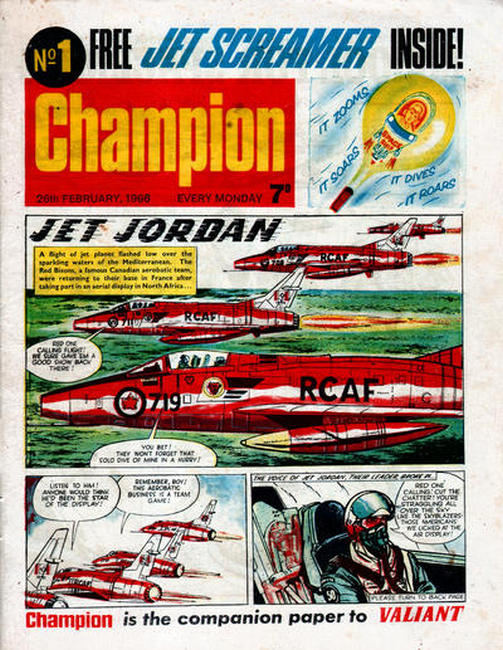 No 1 FREE JET SCREAMER INSIDE!
Champion
26th FEBRUARY, 1966 EVERY MONDAY 7D
IT ZOOMS
IT SOARS
IT DIVES
IT ROARS
JET JORDAN
A flight of jet planes flashed low over the
sparkling waters of the Mediterranean. The
Red Bisons, a famous Canadian aerobatic team,
were returning to their base in France after
taking part in an aerial display in North Africa...
RCAF
711
RCAF
RED ONE
CALLING FLIGHT!
WE SURE GAVE 'EM A
GOOD SHOW BACK
THERE!
719
RCAF
YOU BET!
THEY WON'T FORGET THAT
SOLO DIVE OF MINE IN A HURRY!
LISTEN TO HIM!
ANYONE WOULD THINK
HE'D BEEN THE STAR
OF THE DISPLAY!
REMEMBER, BOY!
THIS AEROBATIC
BUSINESS IS A TEAM
GAME!
THE VOICE OF JET JORDAN, THEIR LEADER, BROKE IN...
RED ONE
CALLING! CUT THE
CHATTER! YOU'RE
STRAGGLING ALL
OVER THE SKY
LIKE THE SKYBLAZERS,
THOSE AMERICANS
WE LICKED AT THE
AIR DISPLAY!
PLEASE TURN TO BACK PAGE
Champion is the companion paper to VALIANT